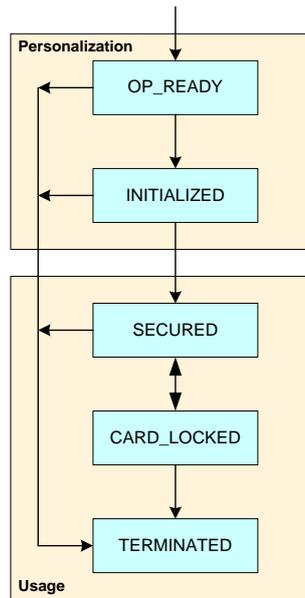 Personalization
OP_READY
INITIALIZED
SECURED
CARD_LOCKED
TERMINATED
Usage